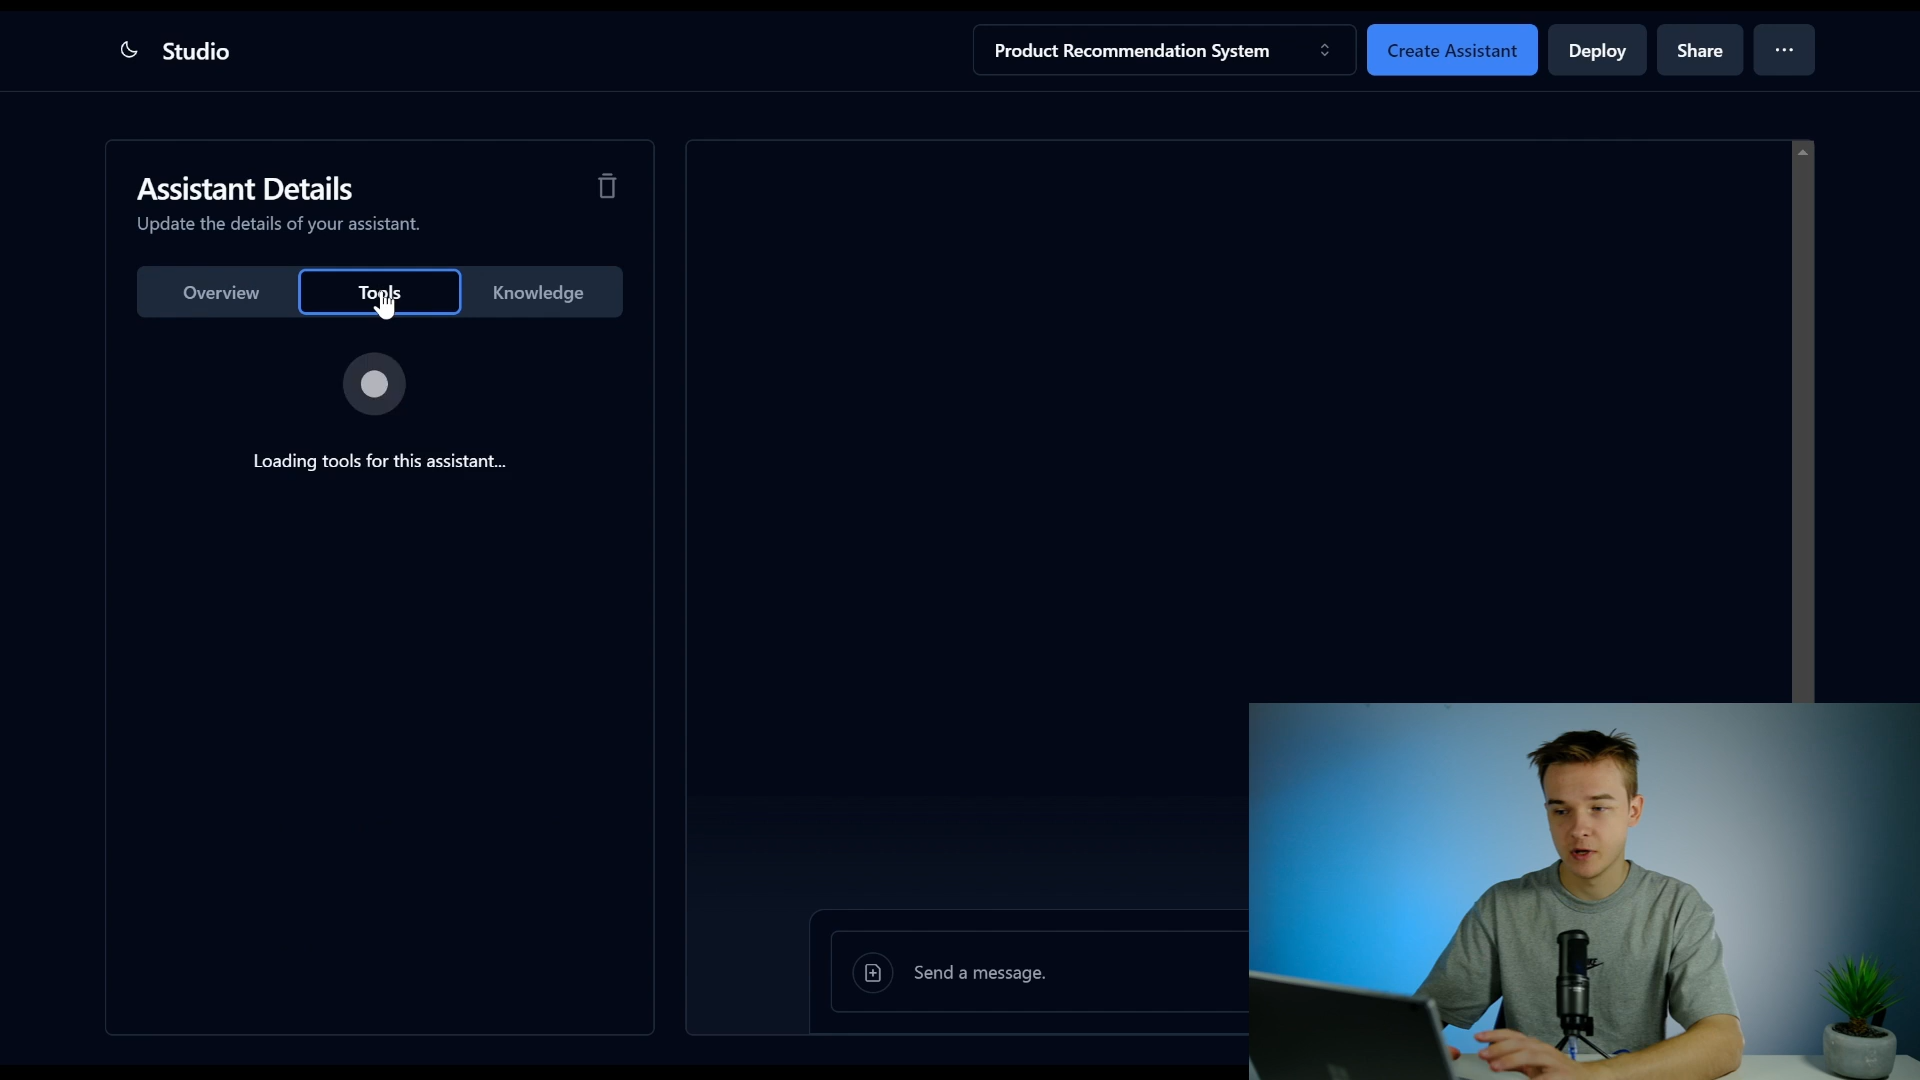 Studio
Product Recommendation System
Create Assistant
Deploy
Share
Assistant Details
Update the details of your assistant.
Overview
Tools
Knowledge
Loading tools for this assistant...
Send a message.